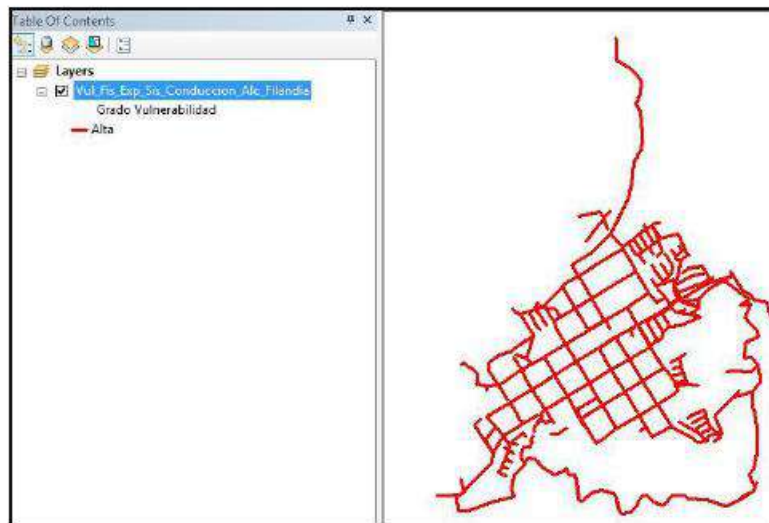 Table Of Contents
Layers
Vul_Fis_Exp_Sis_Conduccion_Alc_Filandia
Grado Vulnerabilidad
Alta